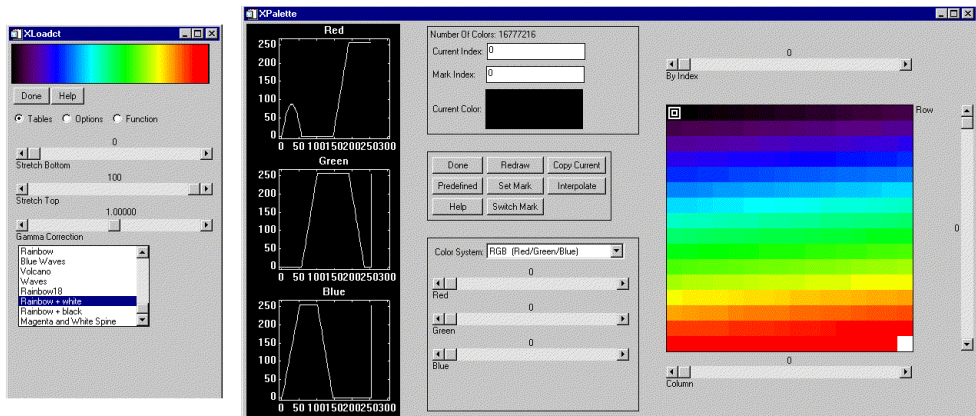 XLoadct
Done Help
Tables Options Function
0
Stretch Bottom
100
Stretch Top
1.00000
Gamma Correction
Rainbow
Blue Waves
Volcano
Waves
Rainbow18
Rainbow + white
Rainbow + black
Magenta and White Spine
XPalette
Red
250
200
150
100
50
0
0 50 100150200250300
Green
250
200
150
100
50
0
0 50 100150200250300
Blue
250
200
150
100
50
0
0 50 100150200250300
Number Of Colors: 16777216
Current Index: 0
Mark Index: 0
Current Color:
Done Redraw Copy Current
Predefined Set Mark Interpolate
Help Switch Mark
Color System: RGB (Red/Green/Blue)
0
Red
0
Green
0
Blue
0
By Index
Row
0
0
Column